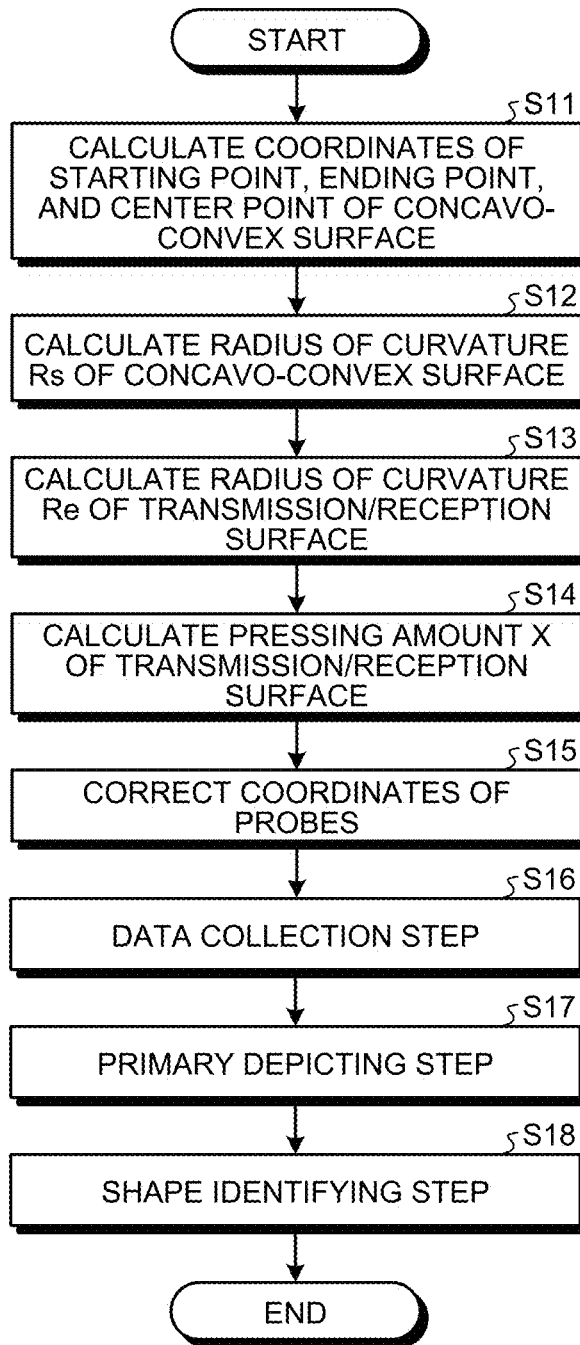 START
S11
CALCULATE COORDINATES OF
STARTING POINT, ENDING POINT,
AND CENTER POINT OF CONCAVO-
CONVEX SURFACE
S12
CALCULATE RADIUS OF CURVATURE
Rs OF CONCAVO-CONVEX SURFACE
S13
CALCULATE RADIUS OF CURVATURE
Re OF TRANSMISSION/RECEPTION
SURFACE
S14
CALCULATE PRESSING AMOUNT X
OF TRANSMISSION/RECEPTION
SURFACE
S15
CORRECT COORDINATES OF
PROBES
S16
DATA COLLECTION STEP
S17
PRIMARY DEPICTING STEP
S18
SHAPE IDENTIFYING STEP
END